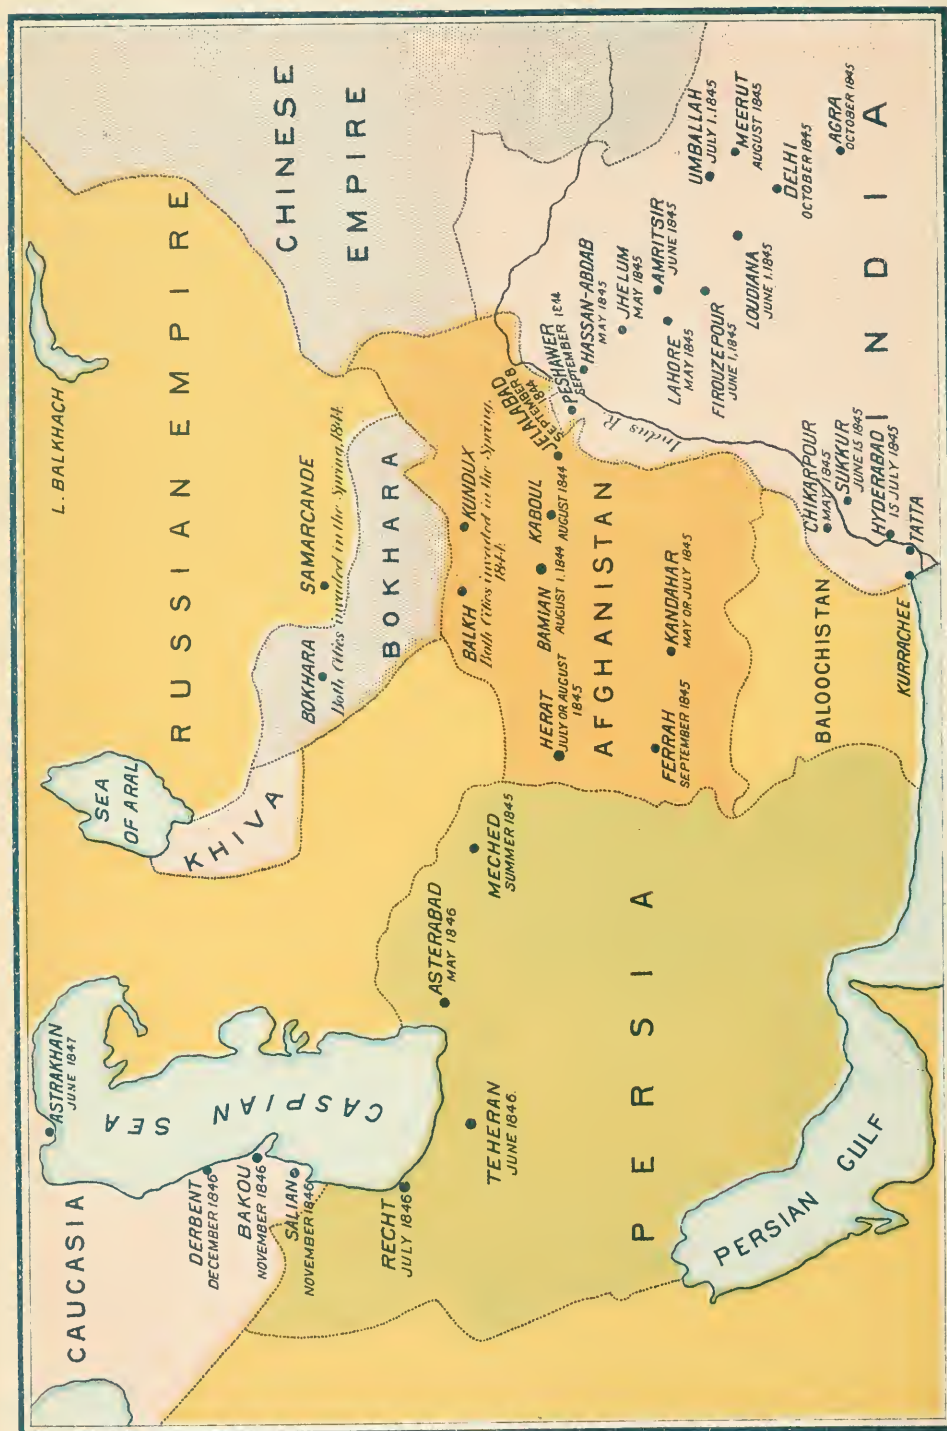 CAUCASIA
ASTRAKHAN
JUNE 1847
CASPIAN
SEA
DERBENT
DECEMBER 1846
BAKOU
NOVEMBER 1846
SALIAN
NOVEMBER 1846
RECHT
JULY 1846
SEA
OF ARAL
KHIVA
L. BALKHACH
RUSSIAN EMPIRE
CHINESE
EMPIRE
BOKHARA
SAMARCANDE
Both Cities invaded in the Spring, 1844.
BOKHARA
BALKH
KUNDUX
Both Cities invaded in the Spring,
1844.
ASTERABAD
MAY 1846
TEHERAN
JUNE 1846.
MECHED
SUMMER 1845
HERAT
JULY OR AUGUST
1845
BAMIAN
AUGUST 1.1844
KABOUL
AUGUST 1844
JELALABAD
SEPTEMBER 8
1844
PESHAWER
SEPTEMBER 1844
HASSAN-ABDAB
MAY 1845
JHELUM
MAY 1845
AMRITSIR
JUNE 1845
LAHORE
MAY 1845
FIROUZEPOUR
JUNE 1, 1845
LOUDIANA
JUNE 1.1845
UMBALLAH
JULY 1.1845
MEERUT
AUGUST 1845
DELHI
OCTOBER 1845
AGRA
OCTOBER 1845
AFGHANISTAN
FERRAH
SEPTEMBER 1845
KANDAHAR
MAY OR JULY 1845
Indus R.
PERSIA
BALOOCHISTAN
CHIKARPOUR
MAY 1845
SUKKUR
JUNE 15 1845
HYDERABAD
15 JULY 1845
TATTA
KURRACHEE
INDIA
PERSIAN GULF